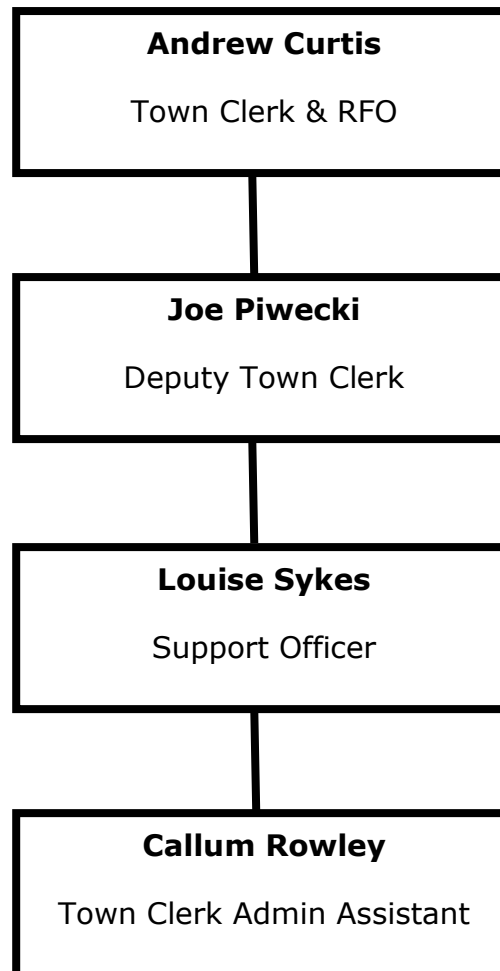 Andrew Curtis
Town Clerk & RFO
Joe Piwecki
Deputy Town Clerk
Louise Sykes
Support Officer
Callum Rowley
Town Clerk Admin Assistant